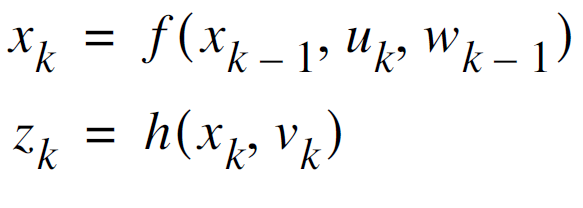 x_k = f(x_{k-1}, u_k, w_{k-1})
z_k = h(x_k, v_k)